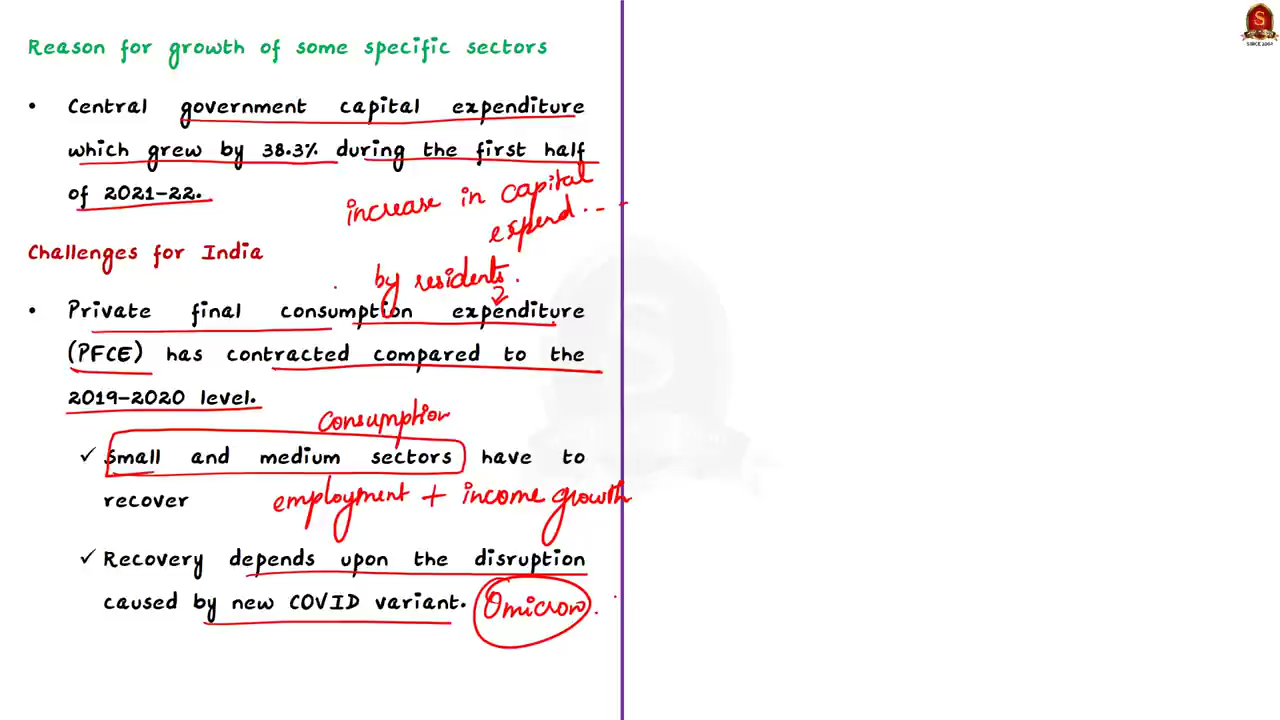 Reason for growth of some specific sectors
• Central government capital expenditure
which grew by 38.3% during the first half
of 2021-22.
increase in capital
expend...
Challenges for India
by residents.
• Private final consumption expenditure
(PFCE) has contracted compared to the
2019-2020 level.
consumption
✓ Small and medium sectors have to
recover
employment + income growth
✓ Recovery depends upon the disruption
caused by new COVID variant.
Omicron.
S
SINCE 2004